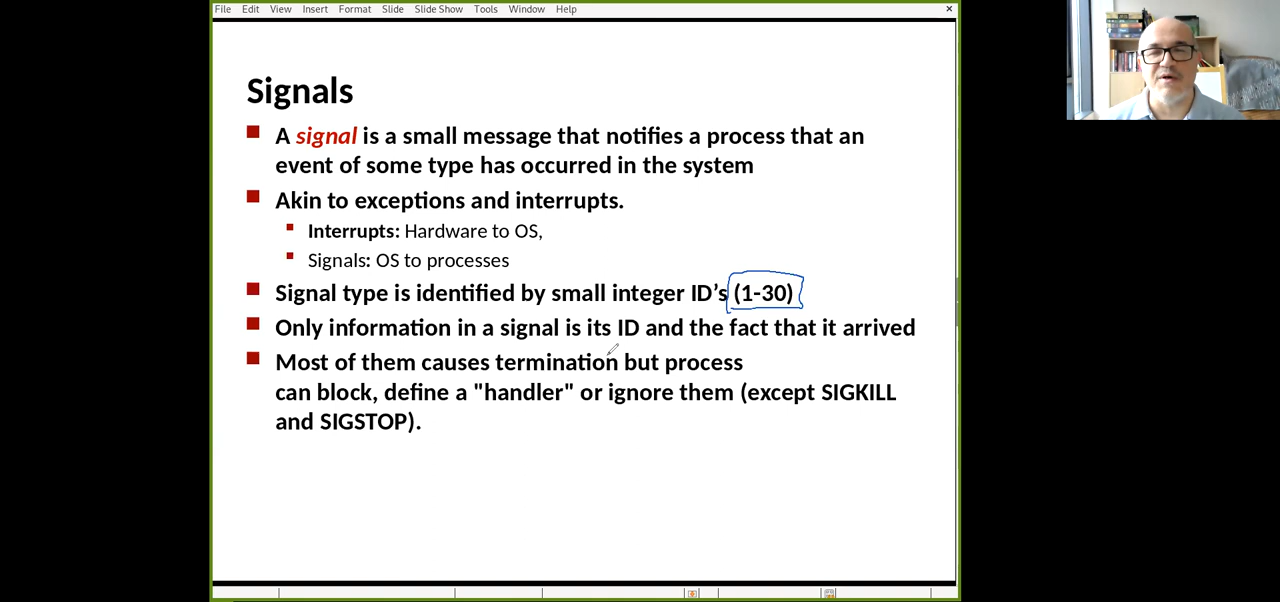 File Edit View Insert Format Slide Slide Show Tools Window Help
Signals
A signal is a small message that notifies a process that an
event of some type has occurred in the system
Akin to exceptions and interrupts.
Interrupts: Hardware to OS,
Signals: OS to processes
Signal type is identified by small integer ID’s (1-30)
Only information in a signal is its ID and the fact that it arrived
Most of them causes termination but process
can block, define a "handler" or ignore them (except SIGKILL
and SIGSTOP).